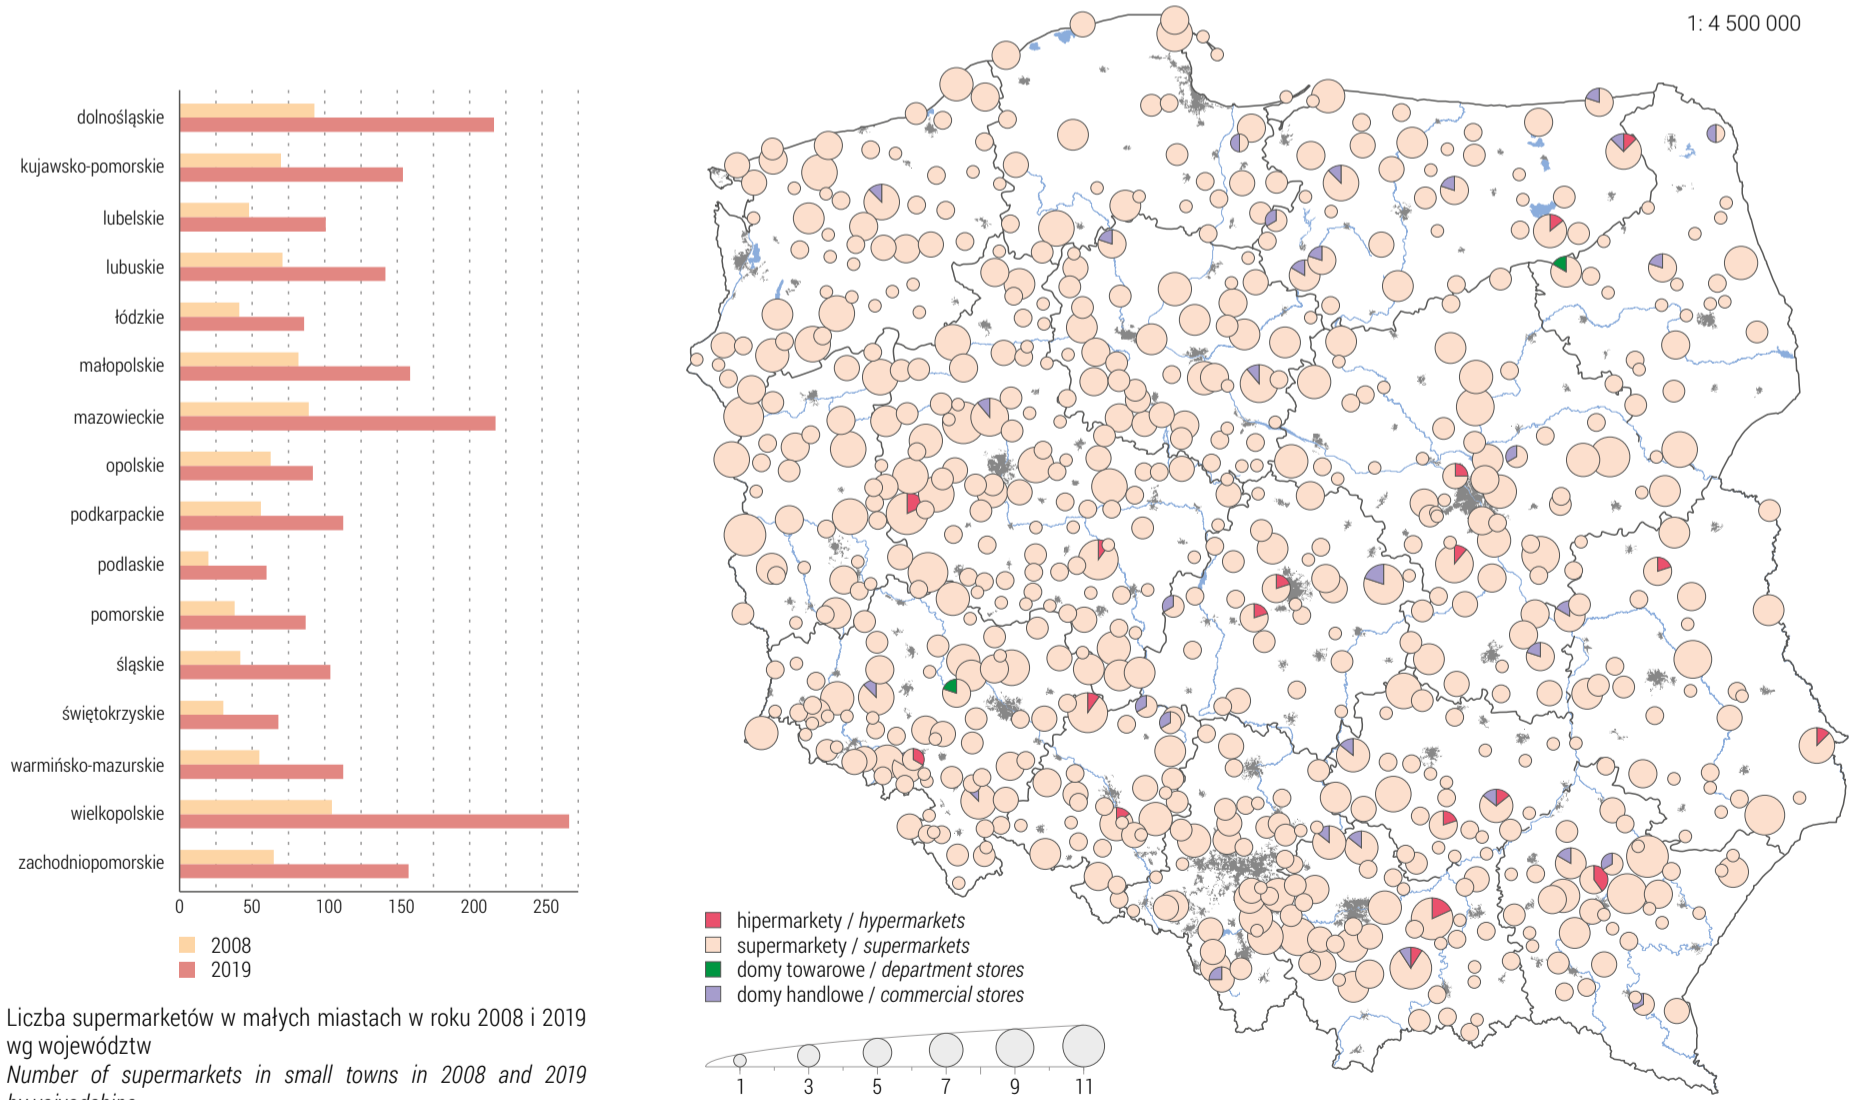 1: 4 500 000
dolnośląskie
kujawsko-pomorskie
lubelskie
lubuskie
łódzkie
małopolskie
mazowieckie
opolskie
podkarpackie
podlaskie
pomorskie
śląskie
świętokrzyskie
warmińsko-mazurskie
wielkopolskie
zachodniopomorskie
0 50 100 150 200 250
2008
2019
Liczba supermarketów w małych miastach w roku 2008 i 2019
wg województw
Number of supermarkets in small towns in 2008 and 2019
hipermarkety / hypermarkets
supermarkety / supermarkets
domy towarowe / department stores
domy handlowe / commercial stores
1 3 5 7 9 11